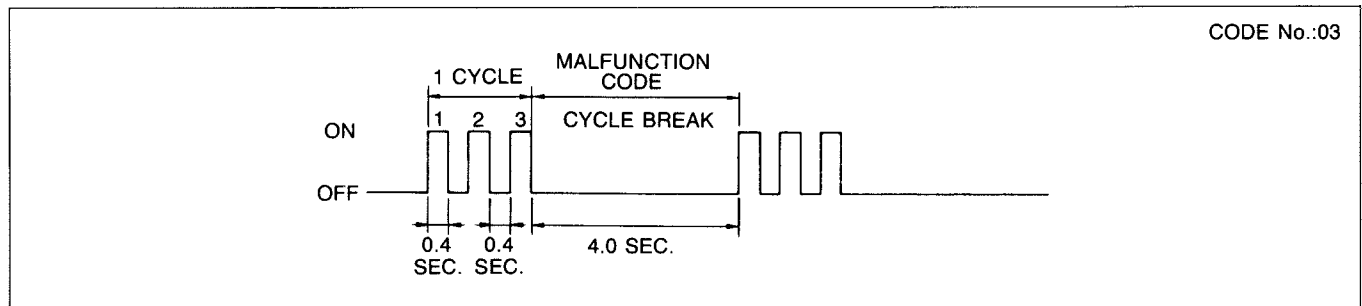 CODE No.:03
MALFUNCTION
CODE
1 CYCLE
1 2 3 CYCLE BREAK
ON
OFF
0.4 0.4 4.0 SEC.
SEC. SEC.